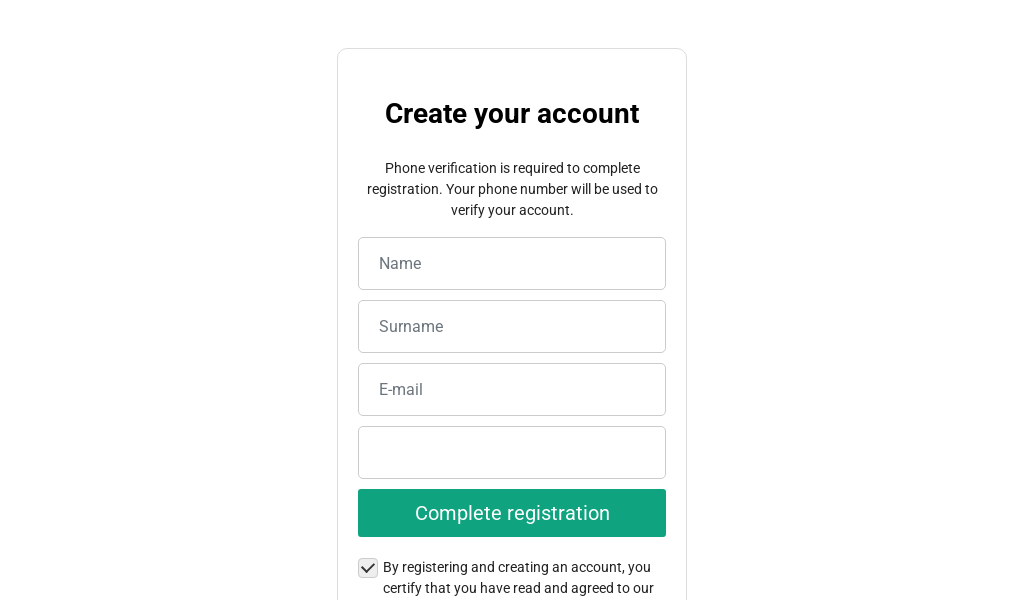 Create your account
Phone verification is required to complete
registration. Your phone number will be used to
verify your account.
Name
Surname
E-mail
Complete registration
By registering and creating an account, you
certify that you have read and agreed to our